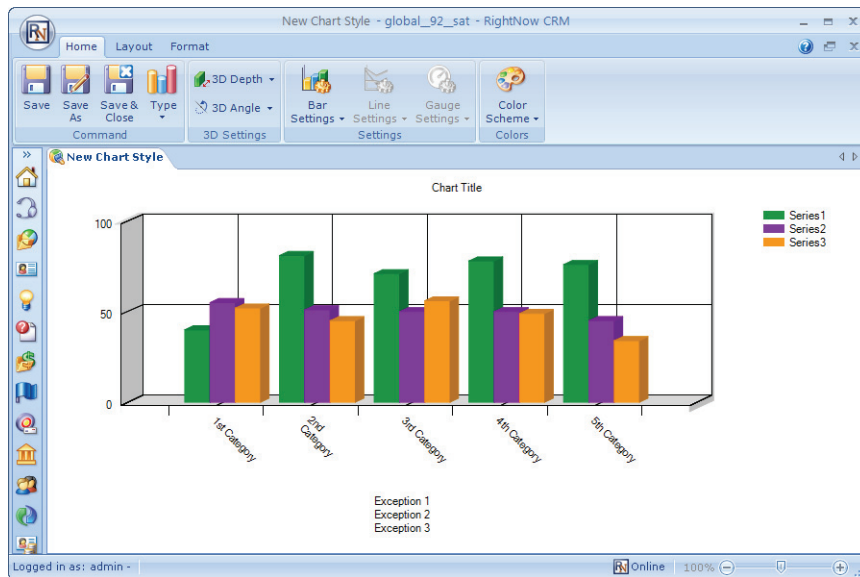 New Chart Style - global_92_sat - RightNow CRM
RN
Home Layout Format
Save
Save As
Save & Close
Type
3D Depth
3D Angle
Bar Settings
Line Settings
Gauge Settings
Color Scheme
Command
3D Settings
Settings
Colors
»
New Chart Style
Chart Title
100
50
0
Series1
Series2
Series3
1st Category
2nd
Category
3rd Category
4th Category
5th Category
Exception 1
Exception 2
Exception 3
Logged in as: admin -
RN Online
100%